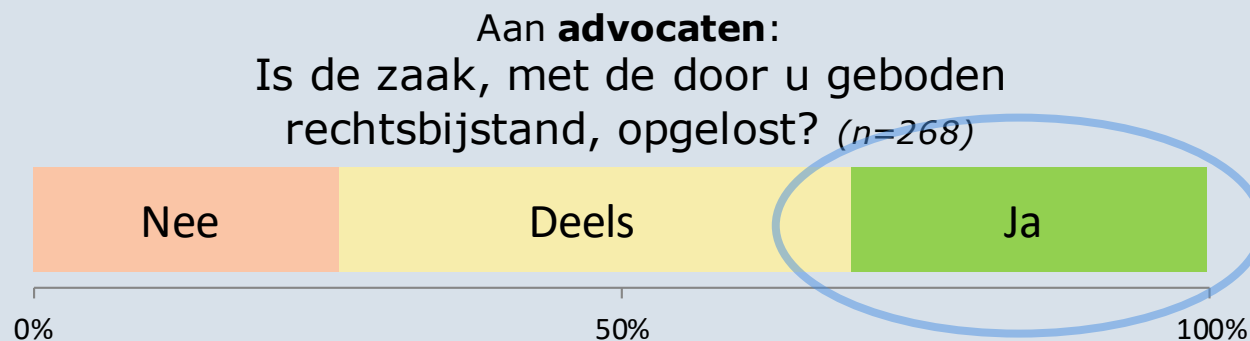 Aan advocaten:
Is de zaak, met de door u geboden
rechtsbijstand, opgelost? (n=268)
Nee Deels Ja
0% 50% 100%